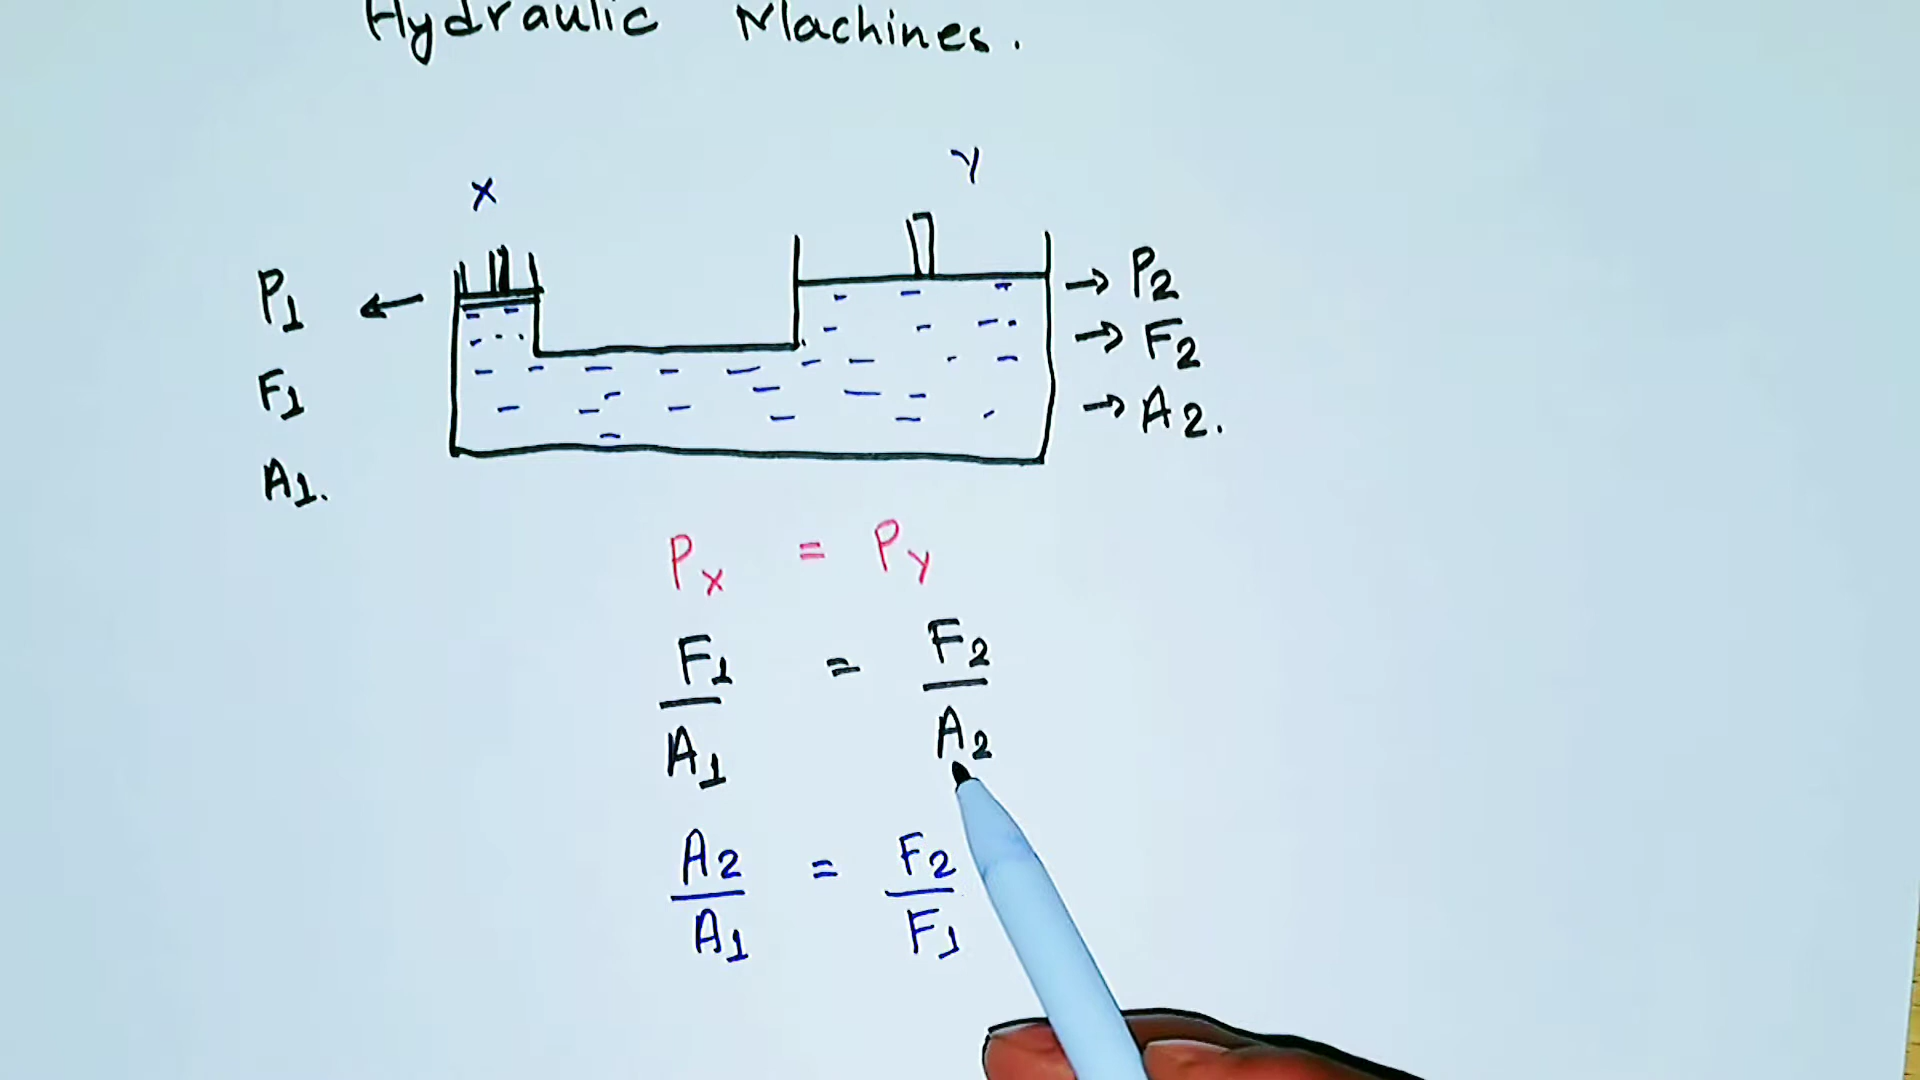 Hydraulic Machines.
X
Y
P1 ←
→ P2
F1
→ F2
A1.
→ A2.
Px = Py
F1 = F2
A1 A2
A2 = F2
A1 F1